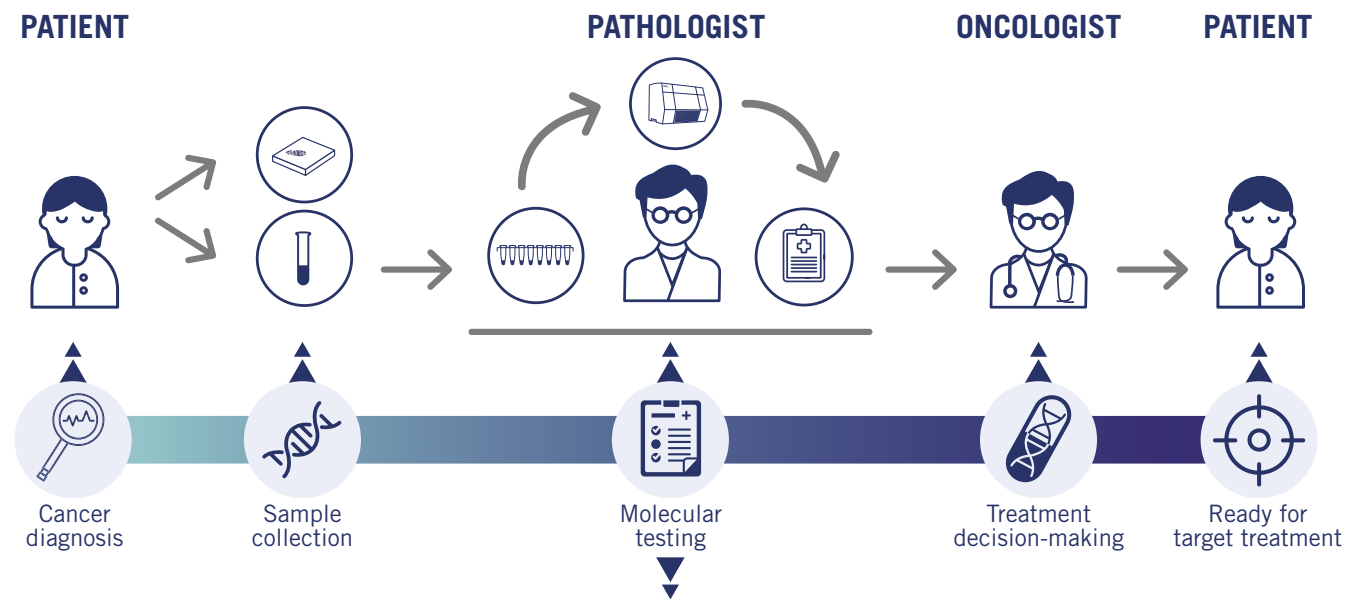 PATIENT
PATHOLOGIST
ONCOLOGIST
PATIENT
Cancer
diagnosis
Sample
collection
Molecular
testing
Treatment
decision-making
Ready for
target treatment